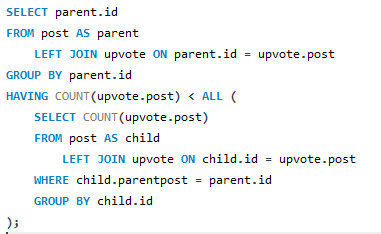 SELECT parent.id
FROM post AS parent
    LEFT JOIN upvote ON parent.id = upvote.post
GROUP BY parent.id
HAVING COUNT(upvote.post) < ALL (
    SELECT COUNT(upvote.post)
    FROM post AS child
        LEFT JOIN upvote ON child.id = upvote.post
    WHERE child.parentpost = parent.id
    GROUP BY child.id
);